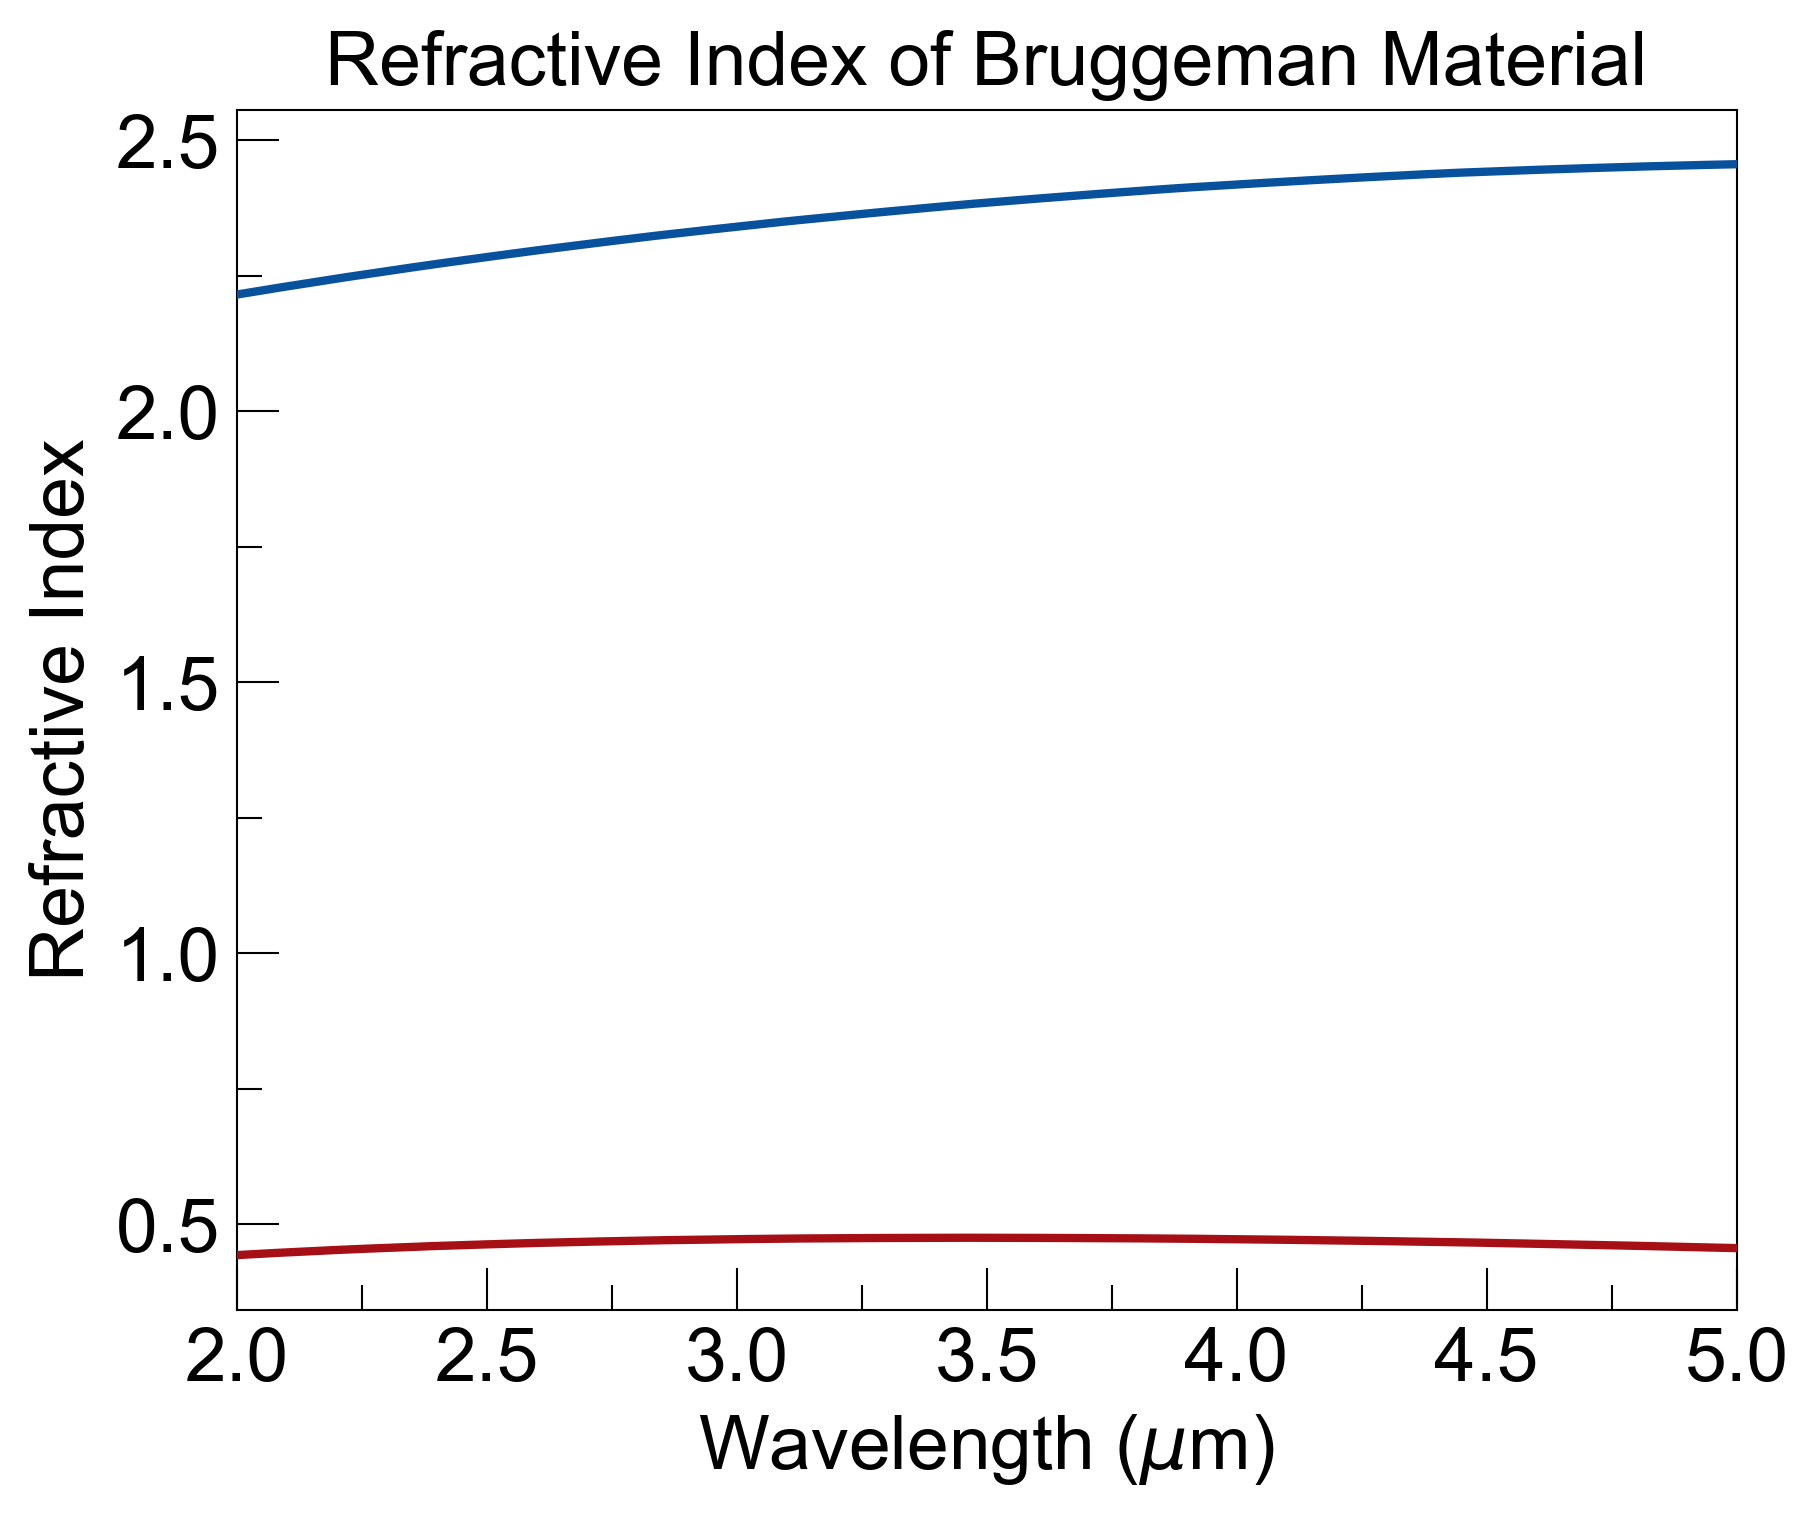 Refractive Index of Bruggeman Material
Refractive Index
2.5
2.0
1.5
1.0
0.5
2.0 2.5 3.0 3.5 4.0 4.5 5.0
Wavelength (μm)